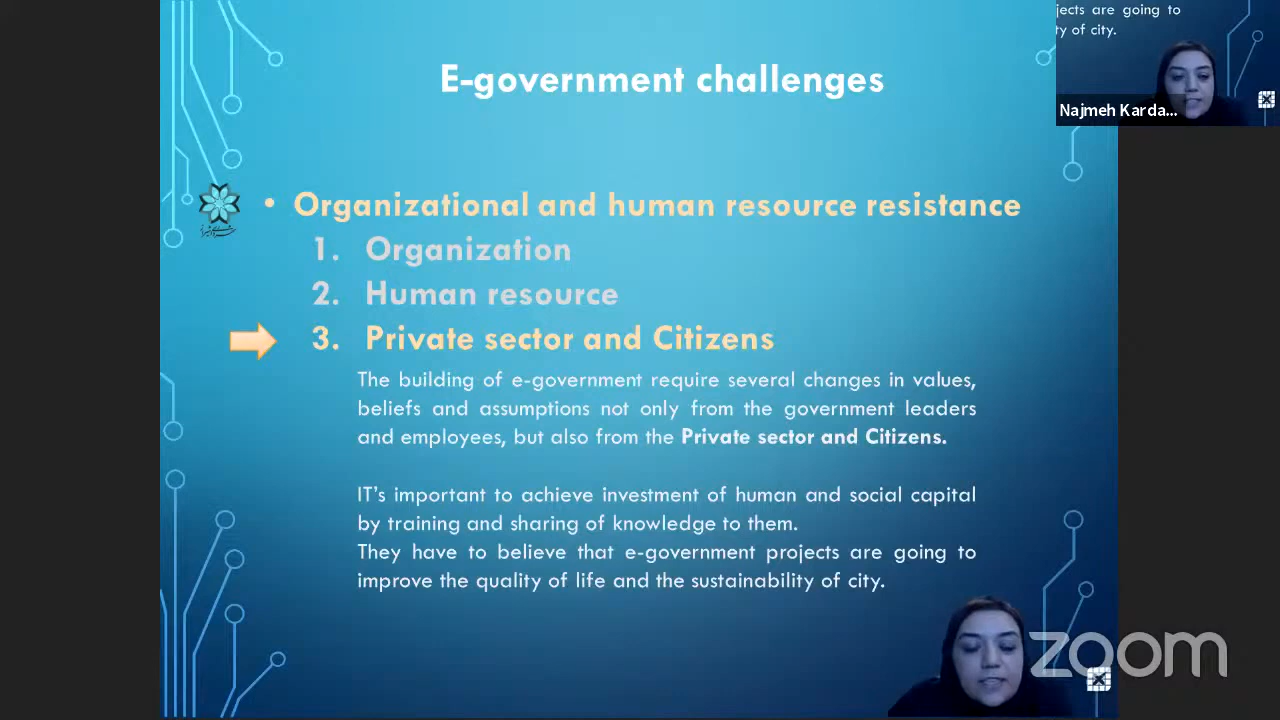 E-government challenges
jects are going to
ty of city.
Najmeh Karda...
• Organizational and human resource resistance
1. Organization
2. Human resource
3. Private sector and Citizens
The building of e-government require several changes in values,
beliefs and assumptions not only from the government leaders
and employees, but also from the Private sector and Citizens.
IT's important to achieve investment of human and social capital
by training and sharing of knowledge to them.
They have to believe that e-government projects are going to
improve the quality of life and the sustainability of city.
zoom